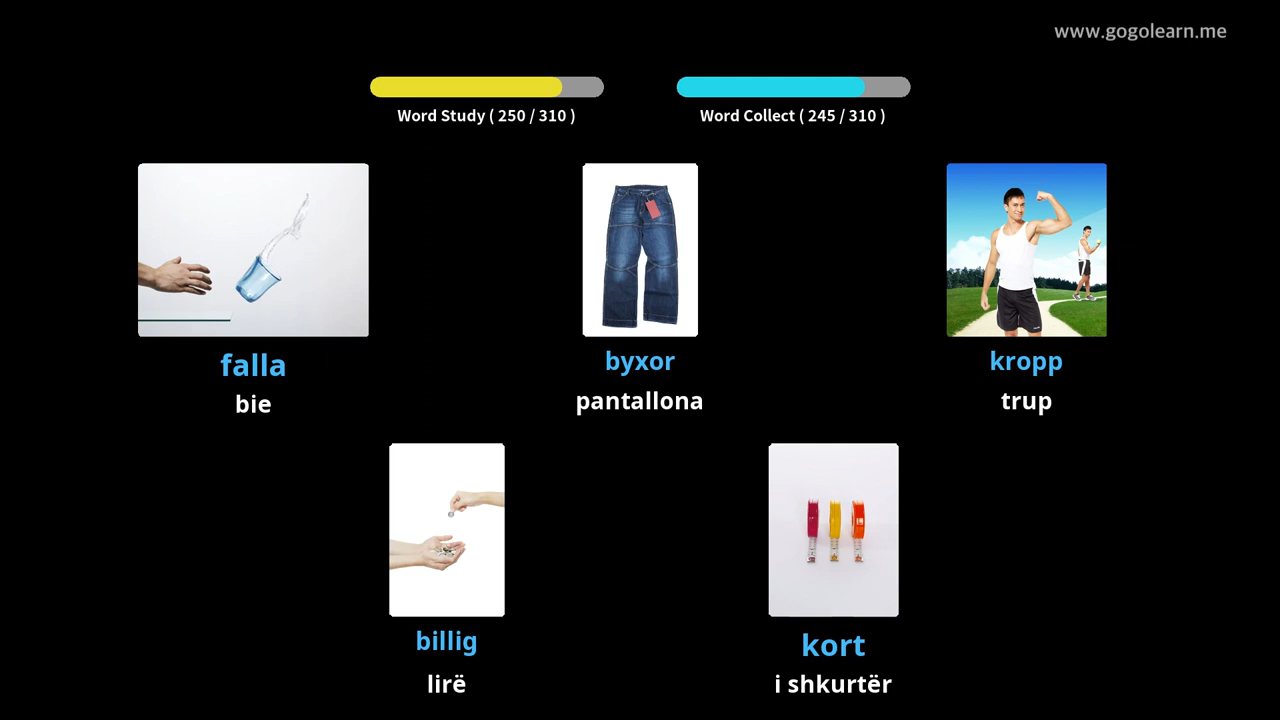 www.gogolearn.me
Word Study ( 250 / 310 )
Word Collect ( 245 / 310 )
falla
bie
byxor
pantallona
kropp
trup
billig
lirë
kort
i shkurtër